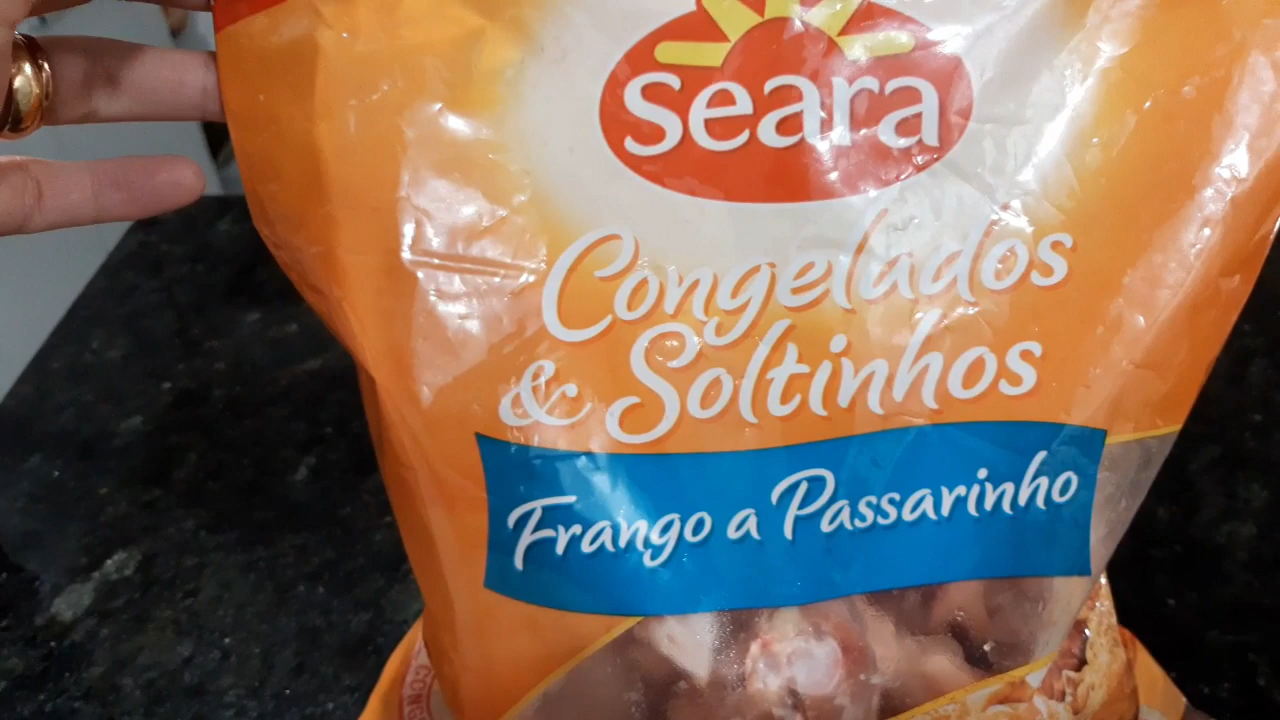 seara
Congelados
& Soltinhos
Frango a Passarinho